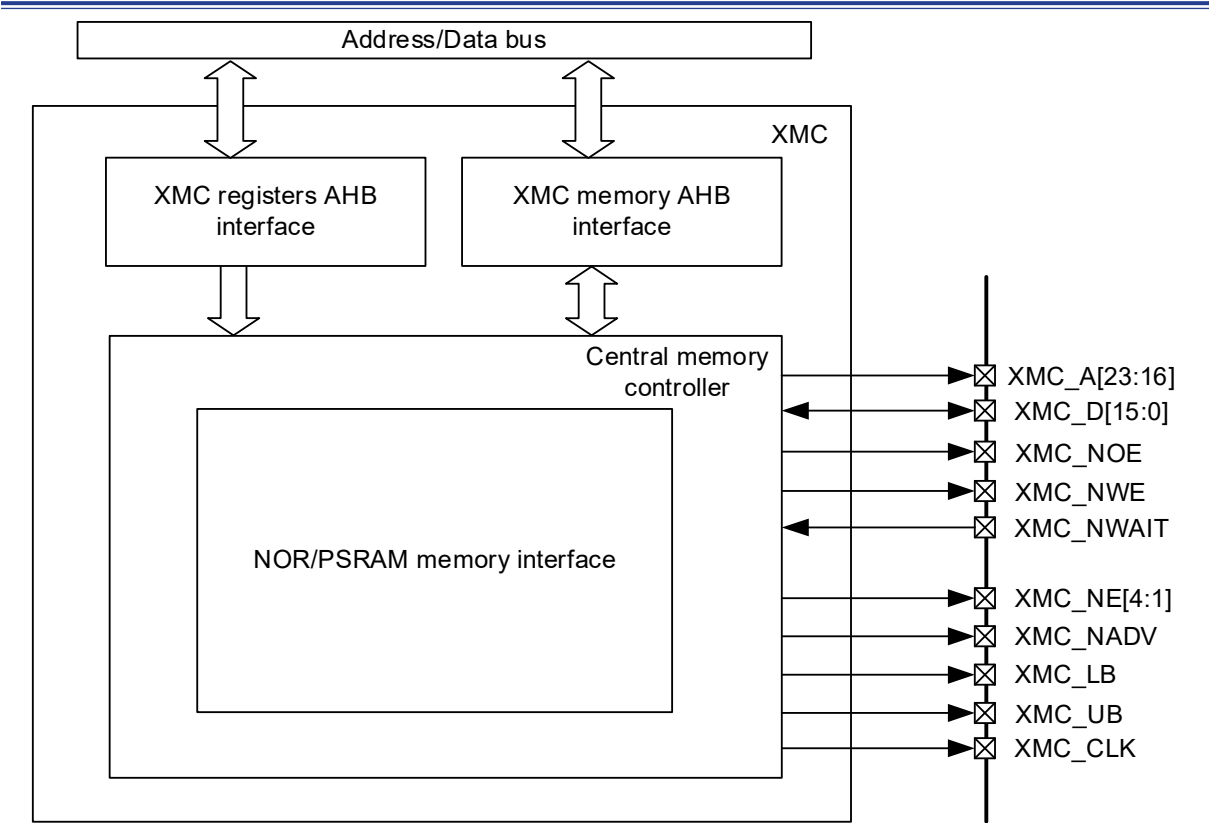 Address/Data bus
XMC
XMC registers AHB
interface
XMC memory AHB
interface
Central memory
controller
NOR/PSRAM memory interface
XMC_A[23:16]
XMC_D[15:0]
XMC_NOE
XMC_NWE
XMC_NWAIT
XMC_NE[4:1]
XMC_NADV
XMC_LB
XMC_UB
XMC_CLK